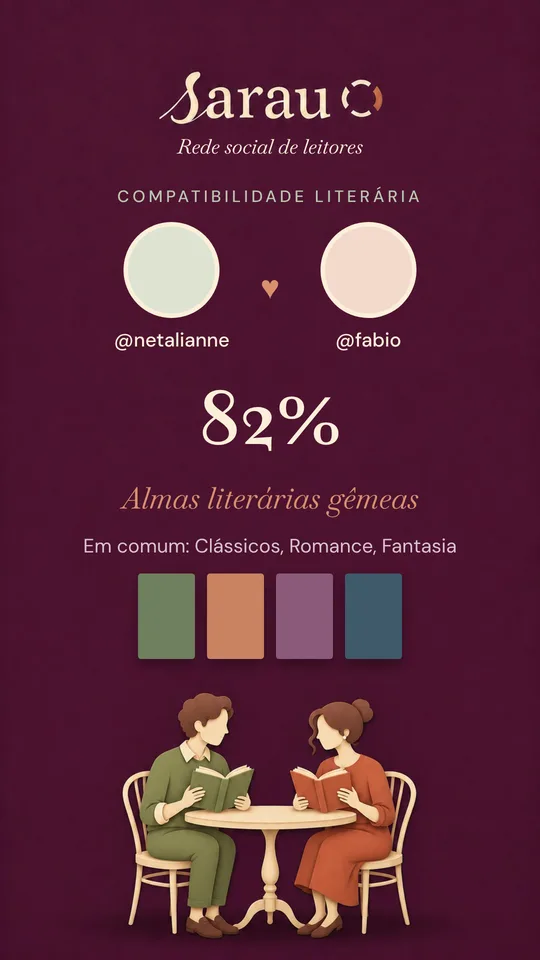 Sarau
Rede social de leitores
COMPATIBILIDADE LITERÁRIA
♥
@netalianne @fabio
82%
Almas literárias gêmeas
Em comum: Clássicos, Romance, Fantasia